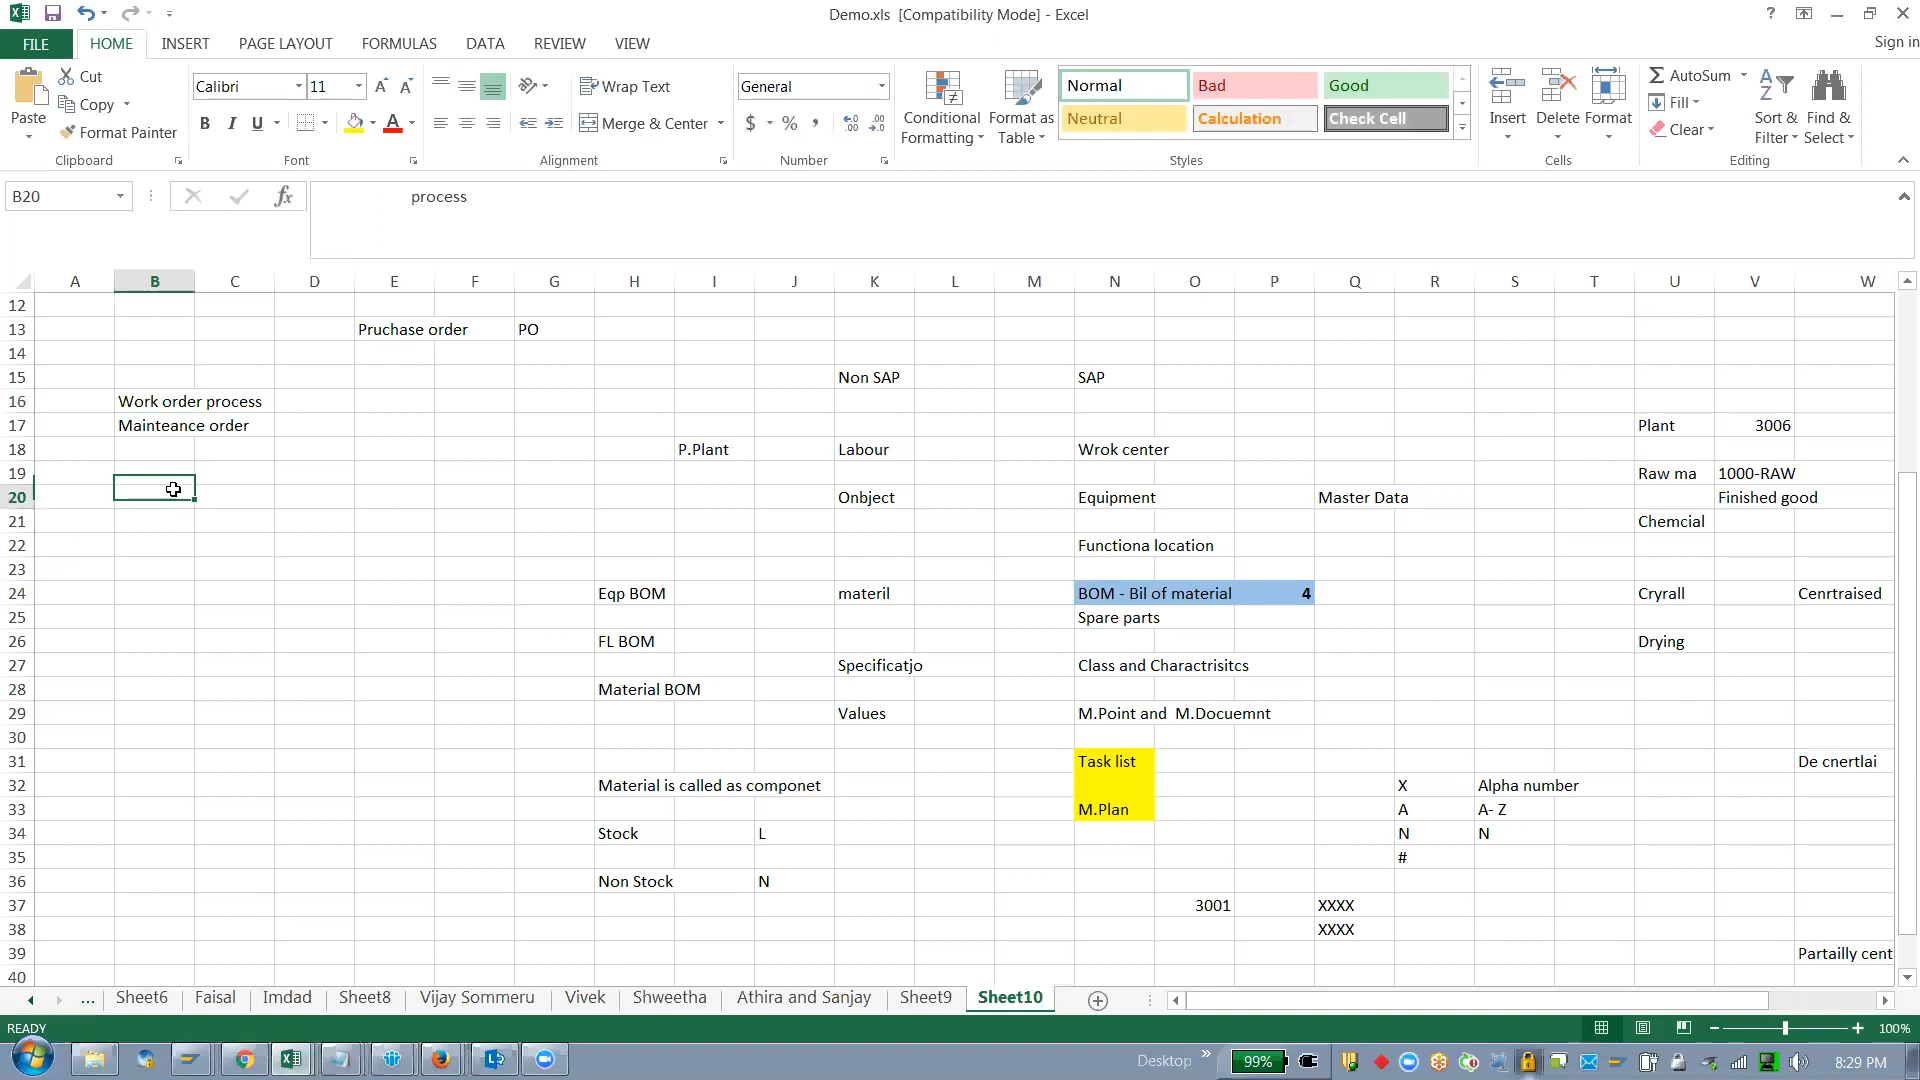 Demo.xls [Compatibility Mode] - Excel
?
Sign in
FILE HOME INSERT PAGE LAYOUT FORMULAS DATA REVIEW VIEW
Paste
Cut
Copy
Format Painter
Clipboard
Calibri 11
B I U
Font
Wrap Text
Merge & Center
Alignment
General
$ % ,
Number
Conditional Formatting
Format as Table
Normal Bad Good
Neutral Calculation Check Cell
Styles
Insert Delete Format
Cells
AutoSum
Fill
Clear
Sort & Filter
Find & Select
Editing
B20 fx process
A B C D E F G H I J K L M N O P Q R S T U V W
12
13 Pruchase order PO
14
15 Non SAP SAP
16 Work order process
17 Mainteance order Plant 3006
18 P.Plant Labour Wrok center
19 Raw ma 1000-RAW
20 Onbject Equipment Master Data Finished good
21 Chemcial
22 Functiona location
23
24 Eqp BOM materil BOM - Bil of material 4 Cryrall Cenrtraised
25 Spare parts
26 FL BOM Drying
27 Specificatjo Class and Charactrisitcs
28 Material BOM
29 Values M.Point and M.Docuemnt
30
31 Task list De cnertlai
32 Material is called as componet X Alpha number
33 M.Plan A A- Z
34 Stock L N N
35 #
36 Non Stock N
37 3001 XXXX
38 XXXX
39 Partailly cent
40
... Sheet6 Faisal Imdad Sheet8 Vijay Sommeru Vivek Shweetha Athira and Sanjay Sheet9 Sheet10
READY 100%
Desktop » 99% 8:29 PM